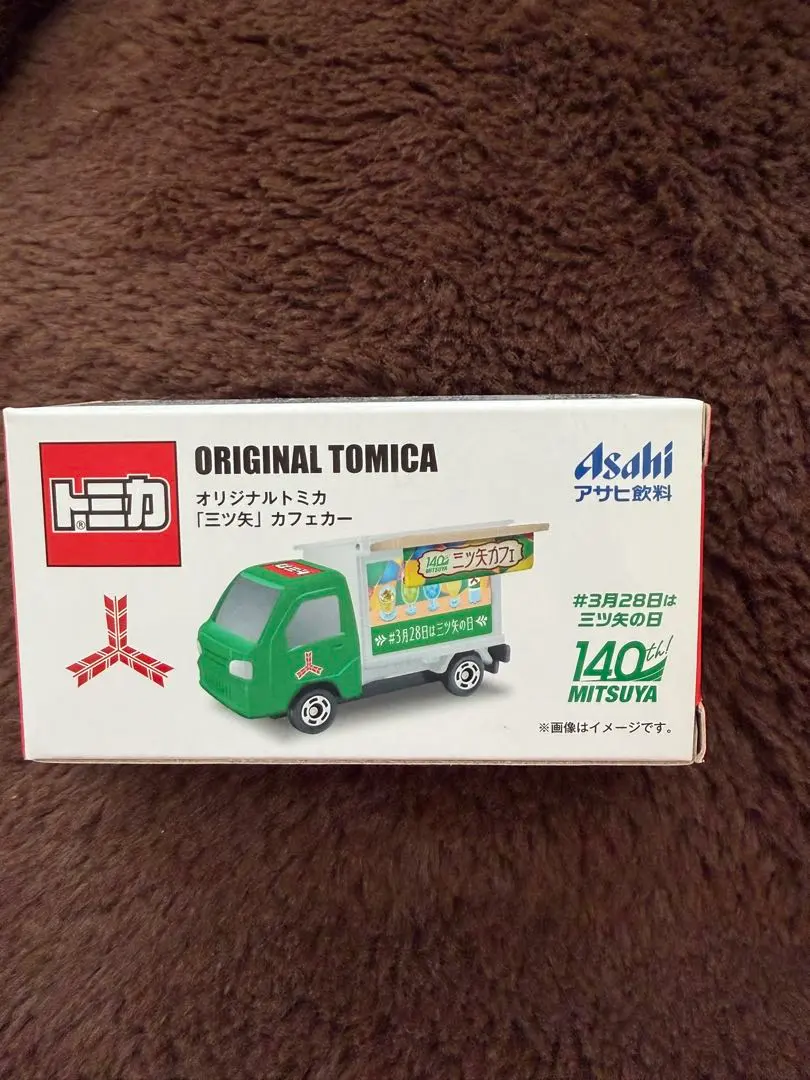 トミカ®
ORIGINAL TOMICA
オリジナルトミカ
「三ツ矢」カフェカー
Asahi
アサヒ飲料
トミカ
140th
MITSUYA
三ツ矢カフェ
#3月28日は三ツ矢の日
#3月28日は
三ツ矢の日
140th!
MITSUYA
※画像はイメージです。